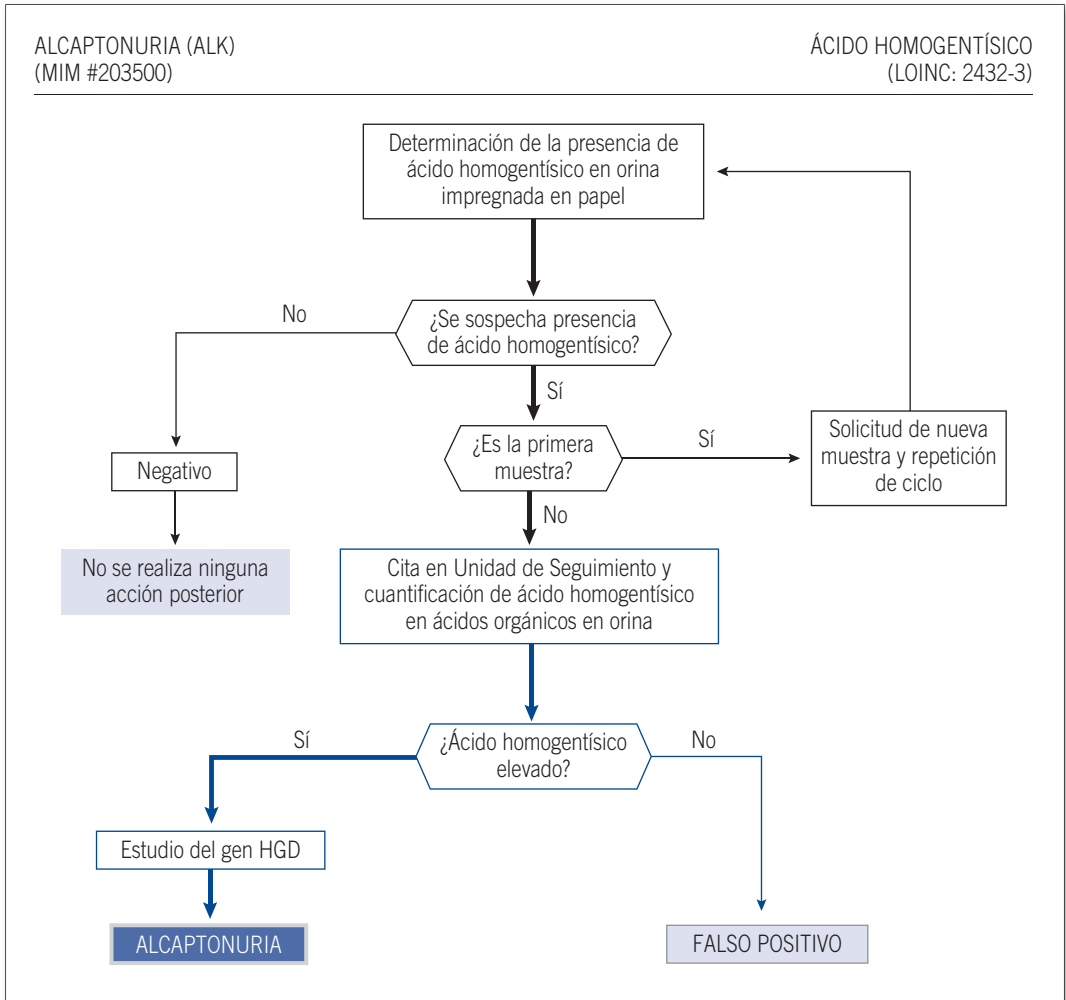 ALCAPTONURIA (ALK)
(MIM #203500)
ÁCIDO HOMOGENTÍSICO
(LOINC: 2432-3)
Determinación de la presencia de
ácido homogentísico en orina
impregnada en papel
No
¿Se sospecha presencia
de ácido homogentísico?
Sí
¿Es la primera
muestra?
Sí
Solicitud de nueva
muestra y repetición
de ciclo
Negativo
No
No se realiza ninguna
acción posterior
Cita en Unidad de Seguimiento y
cuantificación de ácido homogentísico
en ácidos orgánicos en orina
Sí
¿Ácido homogentísico
elevado?
No
Estudio del gen HGD
ALCAPTONURIA
FALSO POSITIVO